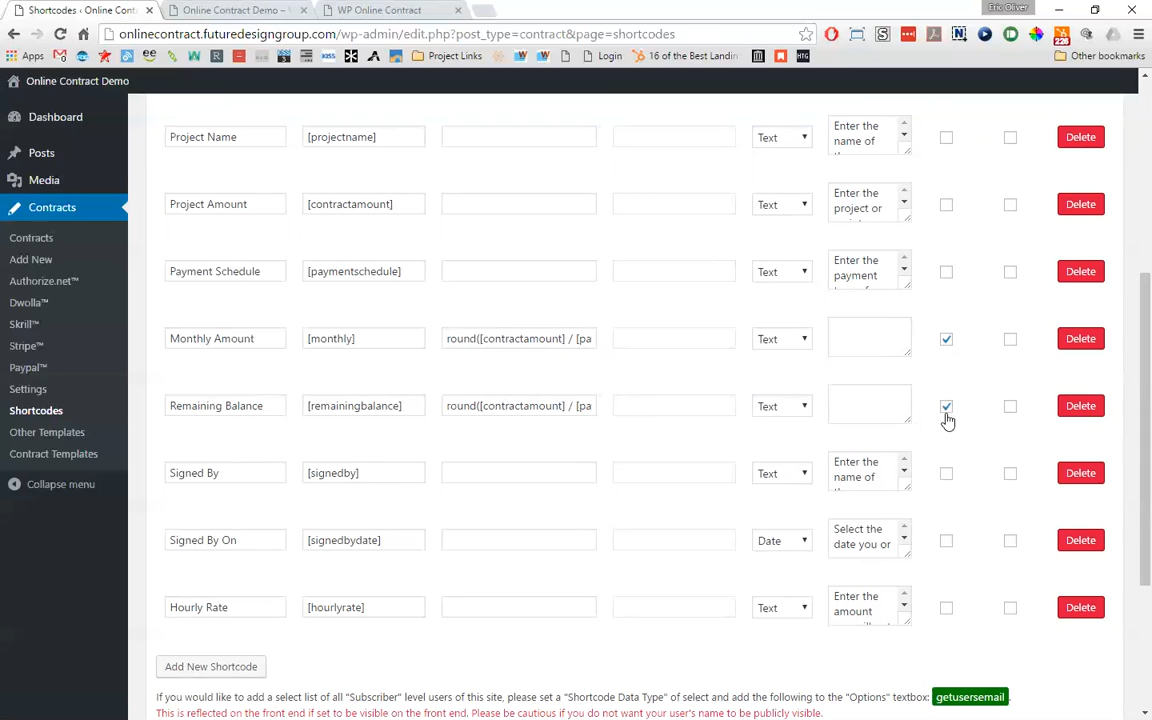 Shortcodes ‹ Online Cont
Online Contract Demo –
WP Online Contract
Eric Oliver
onlinecontract.futuredesigngroup.com/wp-admin/edit.php?post_type=contract&page=shortcodes
Apps
Project Links
Login
16 of the Best Landin
Other bookmarks
Online Contract Demo
Dashboard
Posts
Media
Contracts
Contracts
Add New
Authorize.net™
Dwolla™
Skrill™
Stripe™
Paypal™
Settings
Shortcodes
Other Templates
Contract Templates
Collapse menu
Project Name [projectname] Text Enter the name of Delete
Project Amount [contractamount] Text Enter the project or Delete
Payment Schedule [paymentschedule] Text Enter the payment Delete
Monthly Amount [monthly] round([contractamount] / [pa Text Delete
Remaining Balance [remainingbalance] round([contractamount] / [pa Text Delete
Signed By [signedby] Text Enter the name of Delete
Signed By On [signedbydate] Date Select the date you or Delete
Hourly Rate [hourlyrate] Text Enter the amount Delete
Add New Shortcode
If you would like to add a select list of all "Subscriber" level users of this site, please set a "Shortcode Data Type" of select and add the following to the "Options" textbox: getusersemail.
This is reflected on the front end if set to be visible on the front end. Please be cautious if you do not want your user's name to be publicly visible.